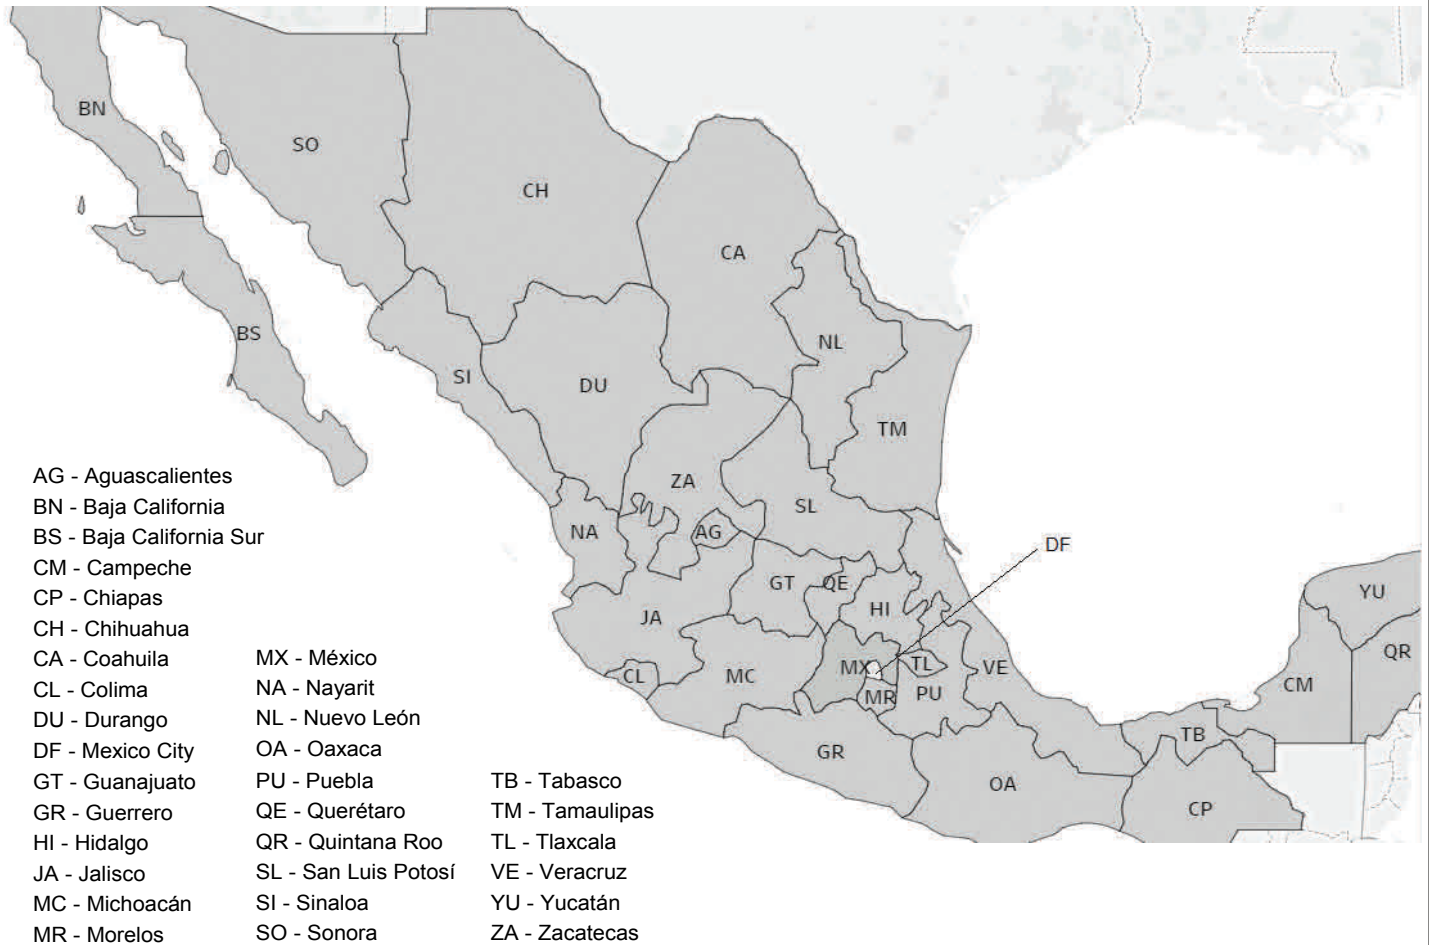 BN
SO
CH
CA
BS
NL
SI
DU
TM
ZA
SL
NA
AG
DF
GT
QE
YU
HI
JA
QR
MX
TL
VE
CL
MC
CM
MR
PU
TB
GR
OA
CP
AG - Aguascalientes
BN - Baja California
BS - Baja California Sur
CM - Campeche
CP - Chiapas
CH - Chihuahua
CA - Coahuila
CL - Colima
DU - Durango
DF - Mexico City
GT - Guanajuato
GR - Guerrero
HI - Hidalgo
JA - Jalisco
MC - Michoacán
MR - Morelos
MX - México
NA - Nayarit
NL - Nuevo León
OA - Oaxaca
PU - Puebla
QE - Querétaro
QR - Quintana Roo
SL - San Luis Potosí
SI - Sinaloa
SO - Sonora
TB - Tabasco
TM - Tamaulipas
TL - Tlaxcala
VE - Veracruz
YU - Yucatán
ZA - Zacatecas